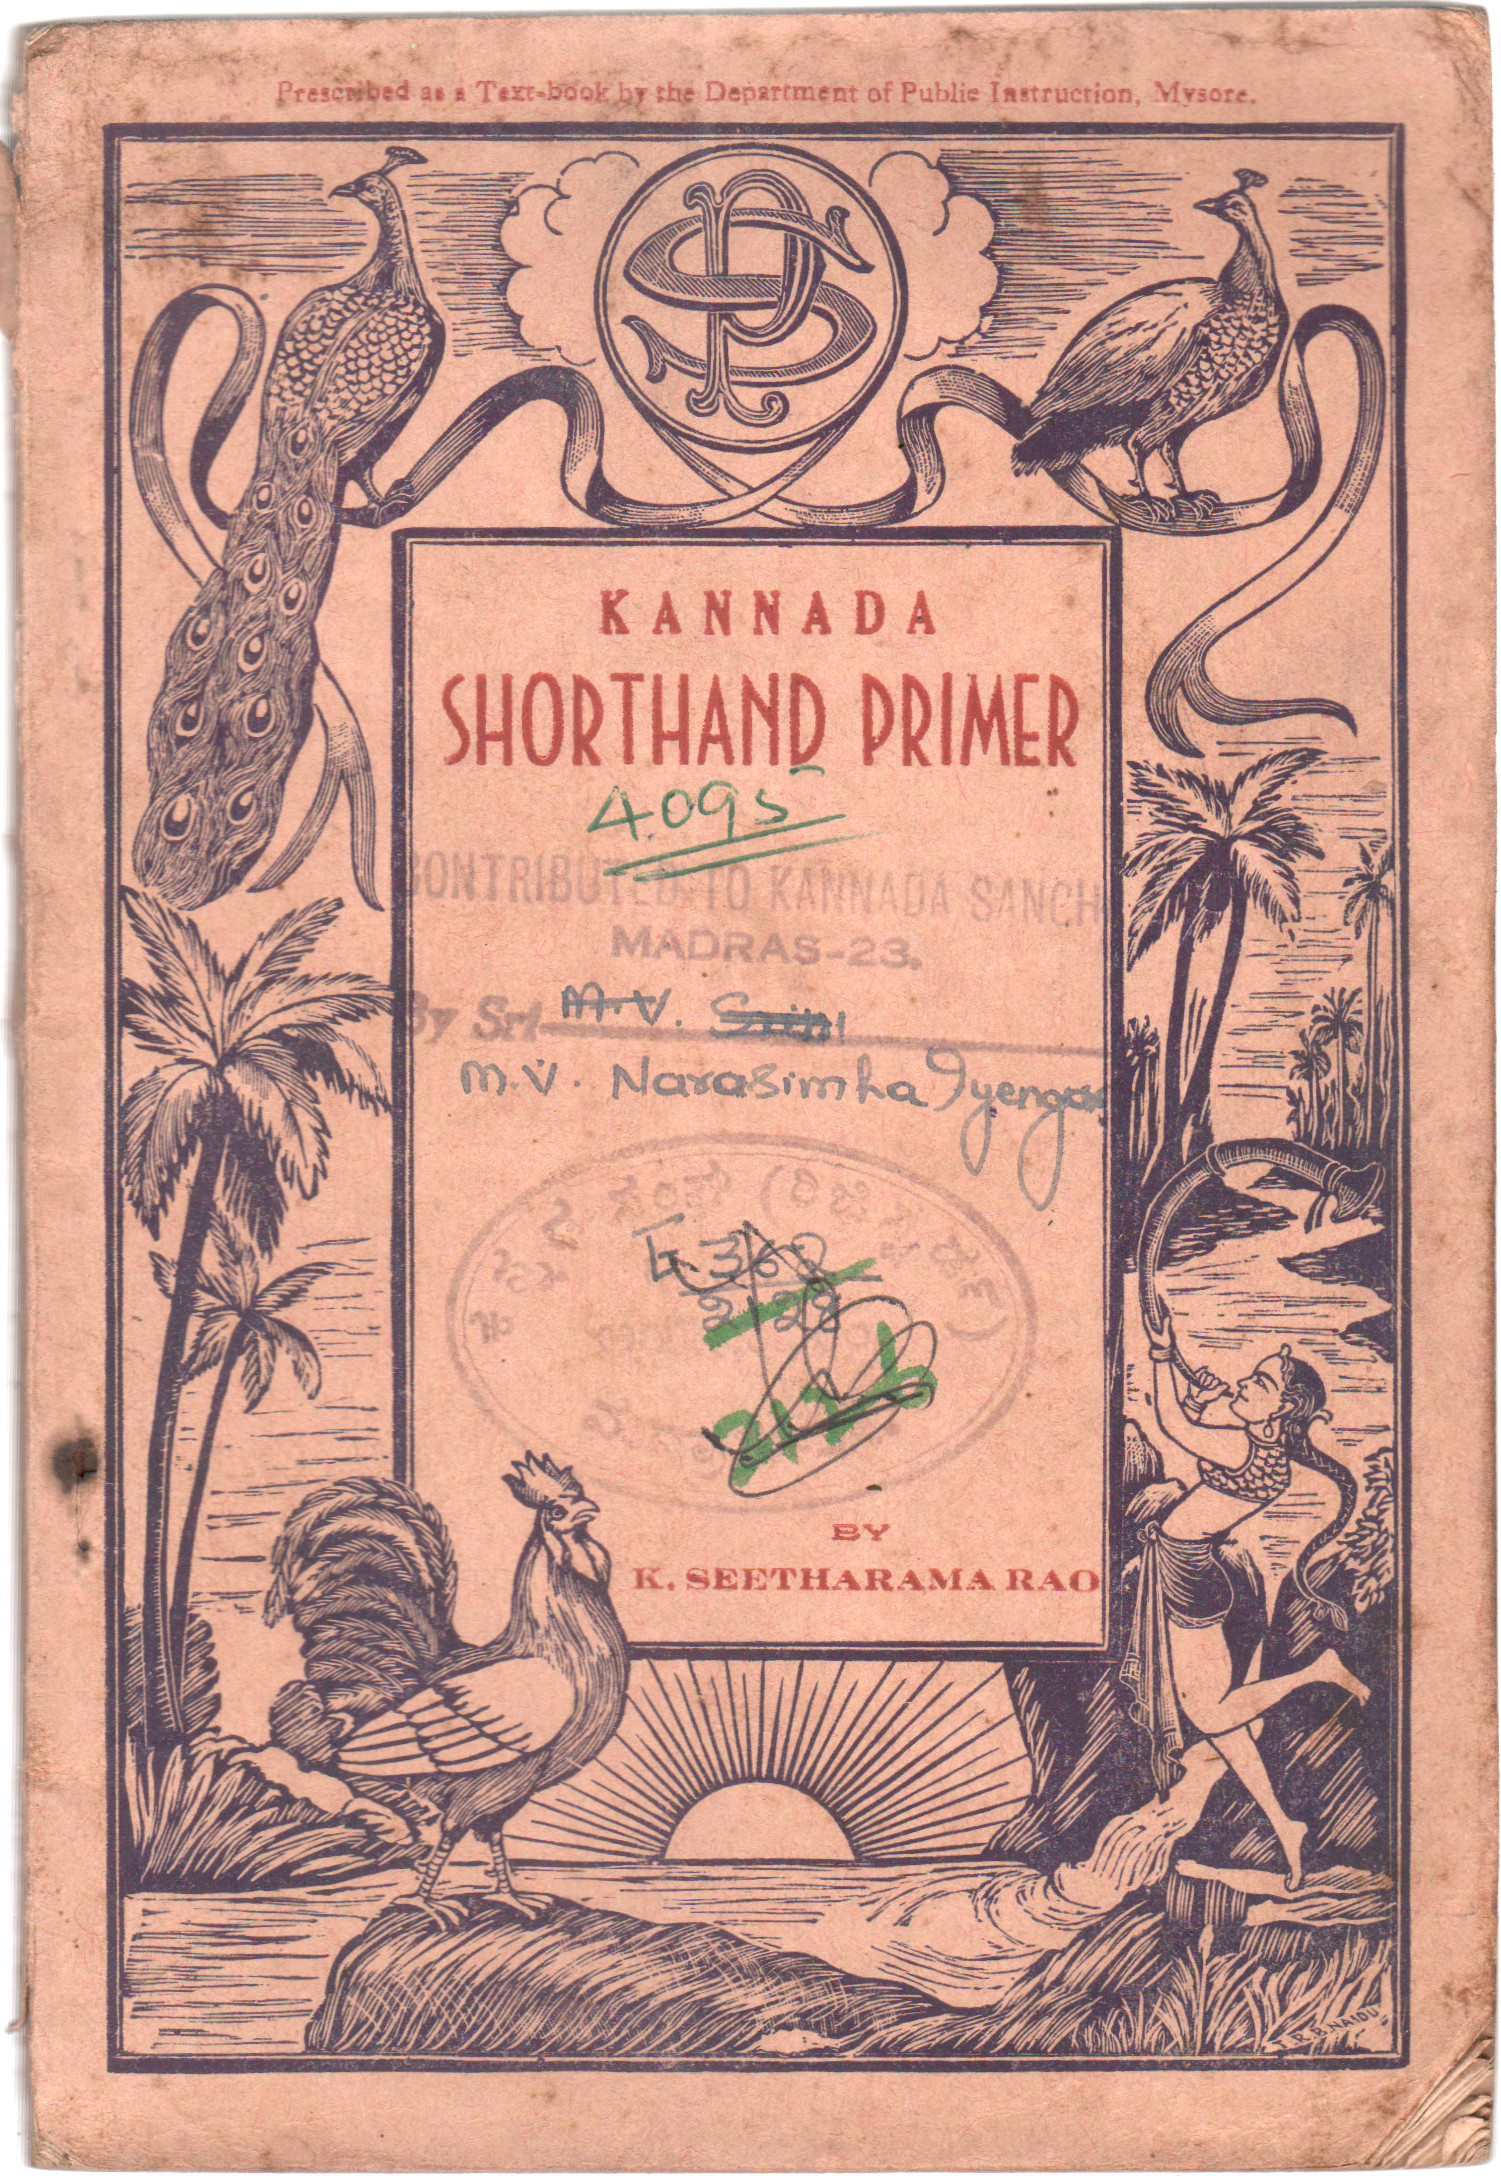 Prescribed as a Text-book by the Department of Public Instruction, Mysore.
KANNADA
SHORTHAND PRIMER
4095
CONTRIBUTED TO KANNADA SANCH
MADRAS-23.
By Sri M.V.
M.V. Narasimha Iyengar
BY
K. SEETHARAMA RAO
R. B. NAIDU